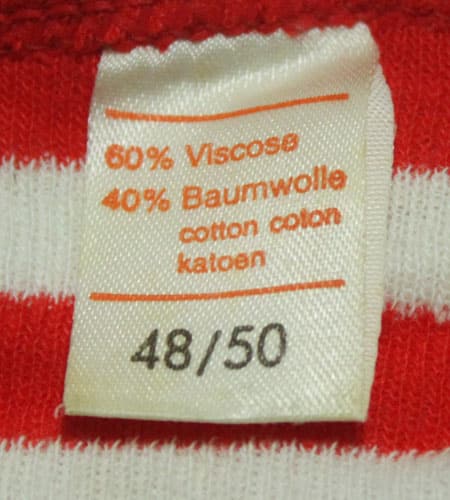 60% Viscose
40% Baumwolle
cotton coton
katoen
48/50